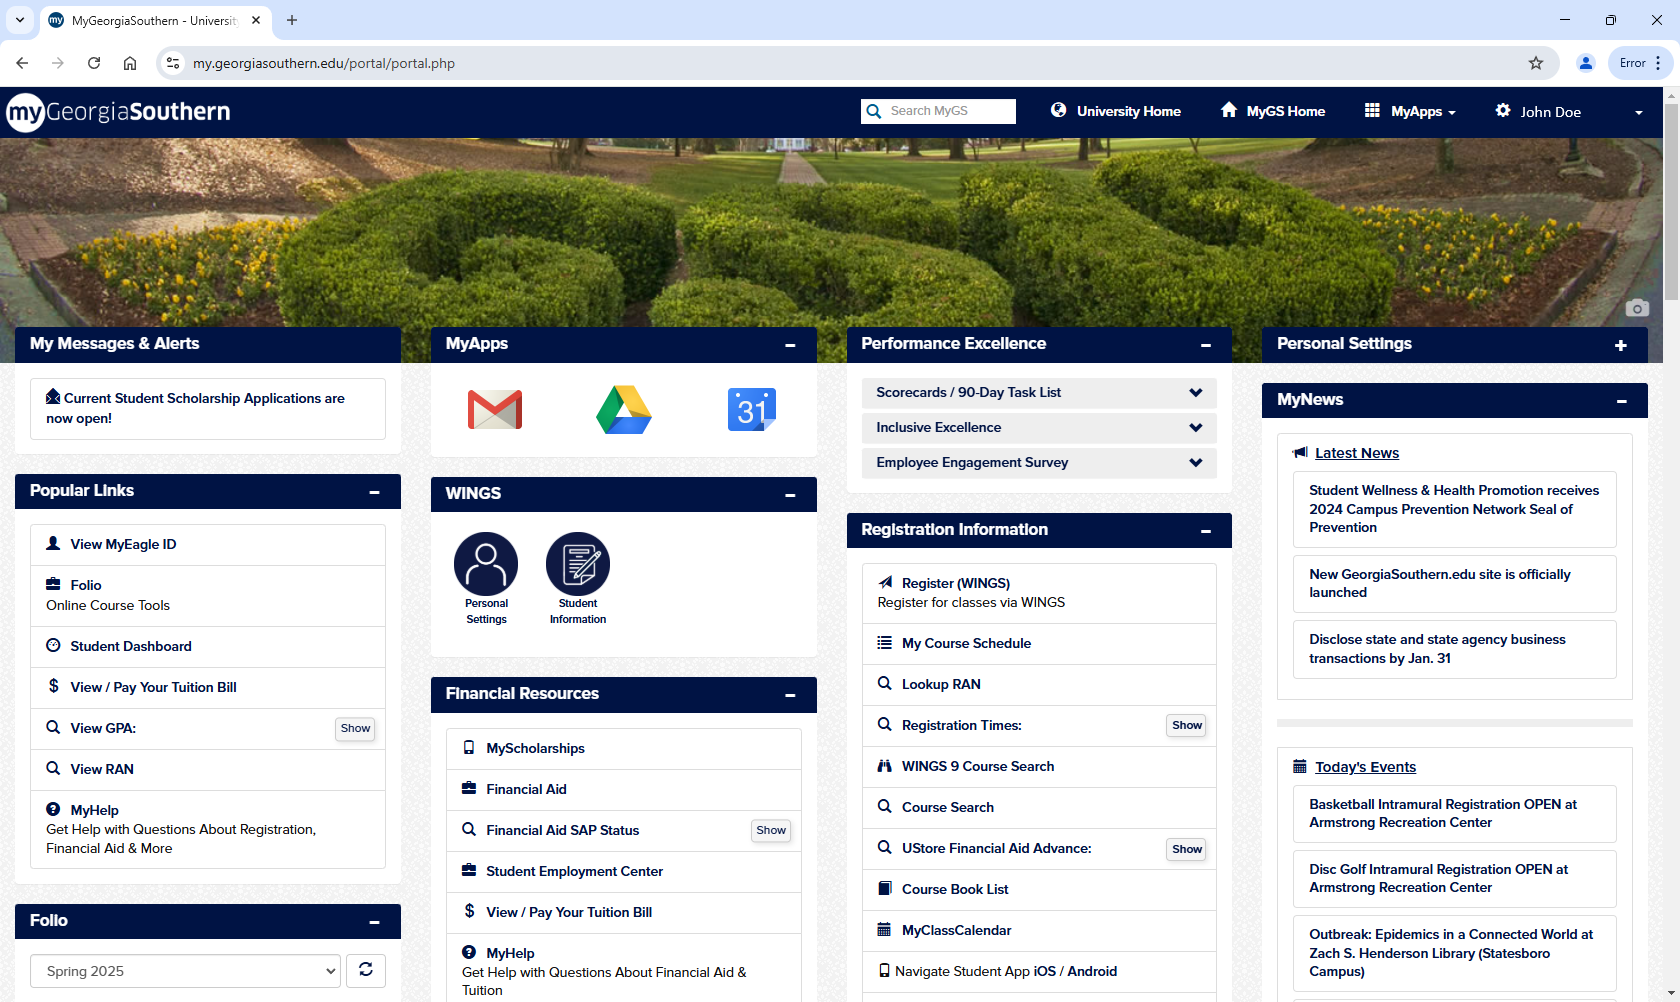 MyGeorgiaSouthern - Universit
my.georgiasouthern.edu/portal/portal.php
Error
myGeorgiaSouthern
Search MyGS
University Home
MyGS Home
MyApps
John Doe
My Messages & Alerts
Current Student Scholarship Applications are
now open!
Popular Links
View MyEagle ID
Folio
Online Course Tools
Student Dashboard
View / Pay Your Tuition Bill
View GPA:
Show
View RAN
MyHelp
Get Help with Questions About Registration,
Financial Aid & More
Folio
Spring 2025
MyApps
31
WINGS
Personal
Settings
Student
Information
Financial Resources
MyScholarships
Financial Aid
Financial Aid SAP Status
Show
Student Employment Center
View / Pay Your Tuition Bill
MyHelp
Get Help with Questions About Financial Aid &
Tuition
Performance Excellence
Scorecards / 90-Day Task List
Inclusive Excellence
Employee Engagement Survey
Registration Information
Register (WINGS)
Register for classes via WINGS
My Course Schedule
Lookup RAN
Registration Times:
Show
WINGS 9 Course Search
Course Search
UStore Financial Aid Advance:
Show
Course Book List
MyClassCalendar
Navigate Student App iOS / Android
Personal Settings
MyNews
Latest News
Student Wellness & Health Promotion receives
2024 Campus Prevention Network Seal of
Prevention
New GeorgiaSouthern.edu site is officially
launched
Disclose state and state agency business
transactions by Jan. 31
Today's Events
Basketball Intramural Registration OPEN at
Armstrong Recreation Center
Disc Golf Intramural Registration OPEN at
Armstrong Recreation Center
Outbreak: Epidemics in a Connected World at
Zach S. Henderson Library (Statesboro
Campus)